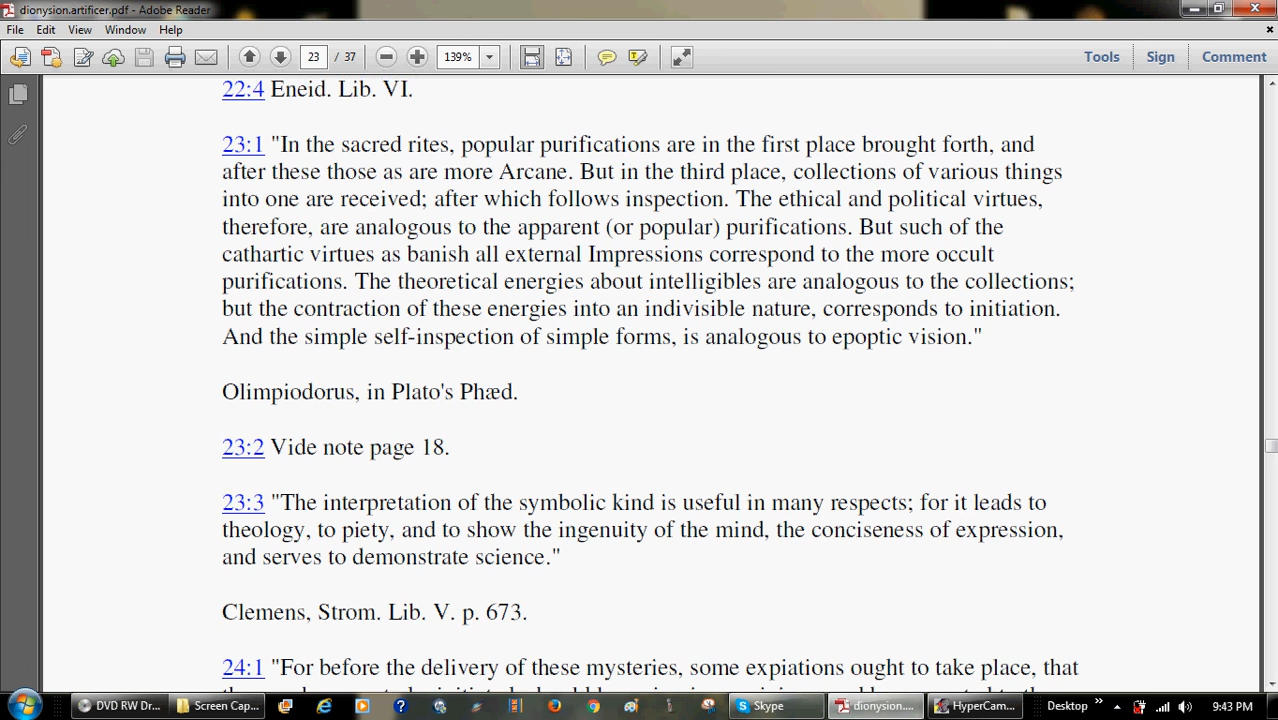 dionysion.artificer.pdf - Adobe Reader
File Edit View Window Help
23 / 37 139% Tools Sign Comment
22:4 Eneid. Lib. VI.
23:1 "In the sacred rites, popular purifications are in the first place brought forth, and
after these those as are more Arcane. But in the third place, collections of various things
into one are received; after which follows inspection. The ethical and political virtues,
therefore, are analogous to the apparent (or popular) purifications. But such of the
cathartic virtues as banish all external Impressions correspond to the more occult
purifications. The theoretical energies about intelligibles are analogous to the collections;
but the contraction of these energies into an indivisible nature, corresponds to initiation.
And the simple self-inspection of simple forms, is analogous to epoptic vision."
Olimpiodorus, in Plato's Phæd.
23:2 Vide note page 18.
23:3 "The interpretation of the symbolic kind is useful in many respects; for it leads to
theology, to piety, and to show the ingenuity of the mind, the conciseness of expression,
and serves to demonstrate science."
Clemens, Strom. Lib. V. p. 673.
24:1 "For before the delivery of these mysteries, some expiations ought to take place, that
DVD RW Dr... Screen Cap... Skype dionysion.... HyperCam... Desktop 9:43 PM